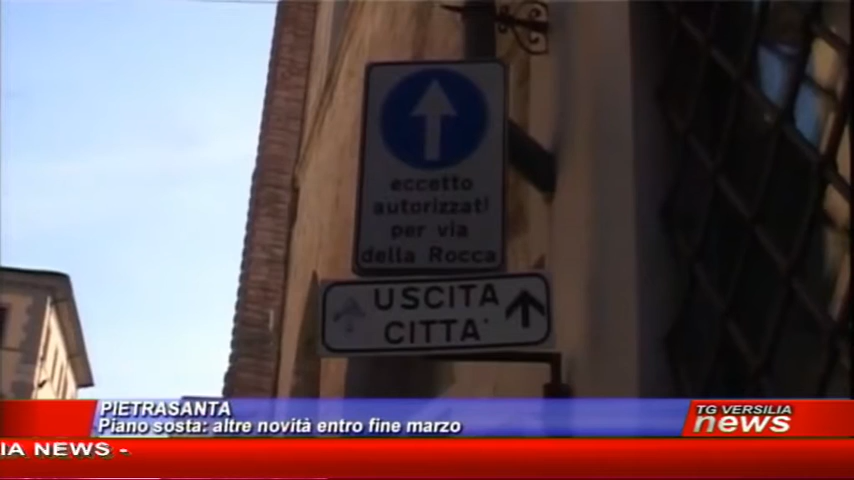 eccetto
autorizzati
per via
della Rocca
USCITA
CITTÀ
PIETRASANTA
Piano sosta: altre novità entro fine marzo
TG VERSILIA
news
IA NEWS -